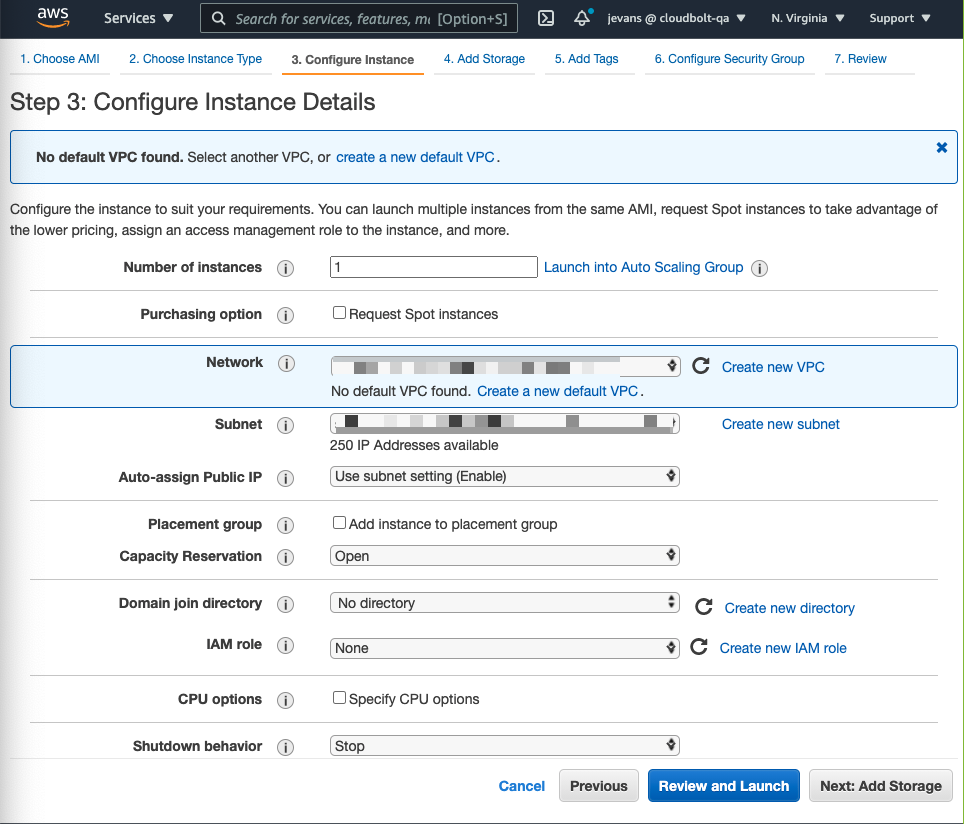 aws Services Search for services, features, m [Option+S] jevans @ cloudbolt-qa N. Virginia Support
1. Choose AMI 2. Choose Instance Type 3. Configure Instance 4. Add Storage 5. Add Tags 6. Configure Security Group 7. Review
Step 3: Configure Instance Details
No default VPC found. Select another VPC, or create a new default VPC.
Configure the instance to suit your requirements. You can launch multiple instances from the same AMI, request Spot instances to take advantage of
the lower pricing, assign an access management role to the instance, and more.
Number of instances 1 Launch into Auto Scaling Group
Purchasing option Request Spot instances
Network Create new VPC
No default VPC found. Create a new default VPC.
Subnet Create new subnet
250 IP Addresses available
Auto-assign Public IP Use subnet setting (Enable)
Placement group Add instance to placement group
Capacity Reservation Open
Domain join directory No directory Create new directory
IAM role None Create new IAM role
CPU options Specify CPU options
Shutdown behavior Stop
Cancel Previous Review and Launch Next: Add Storage